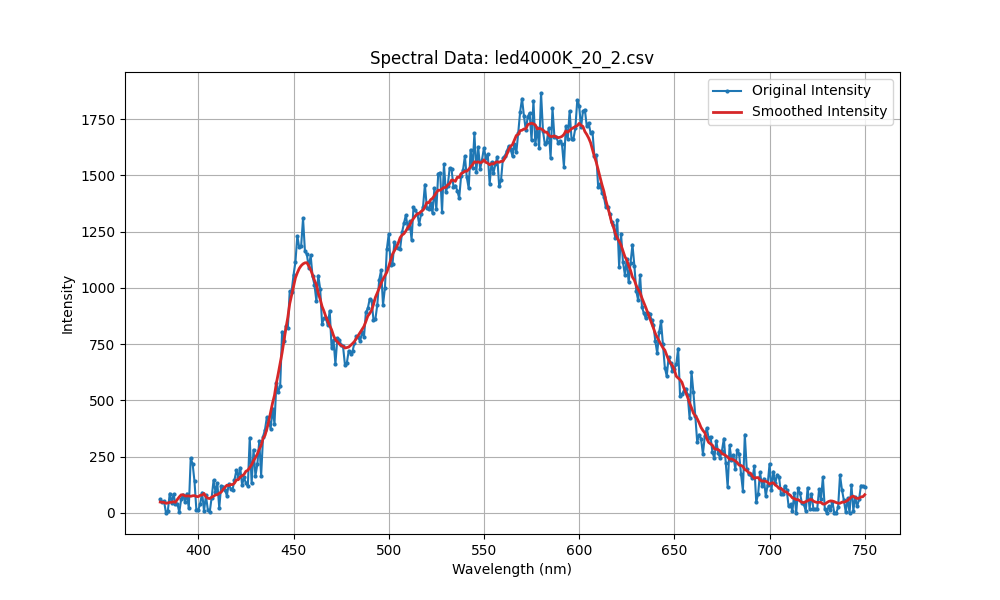 Spectral Data: led4000K_20_2.csv
Original Intensity
Smoothed Intensity
Intensity
1750
1500
1250
1000
750
500
250
0
400 450 500 550 600 650 700 750
Wavelength (nm)